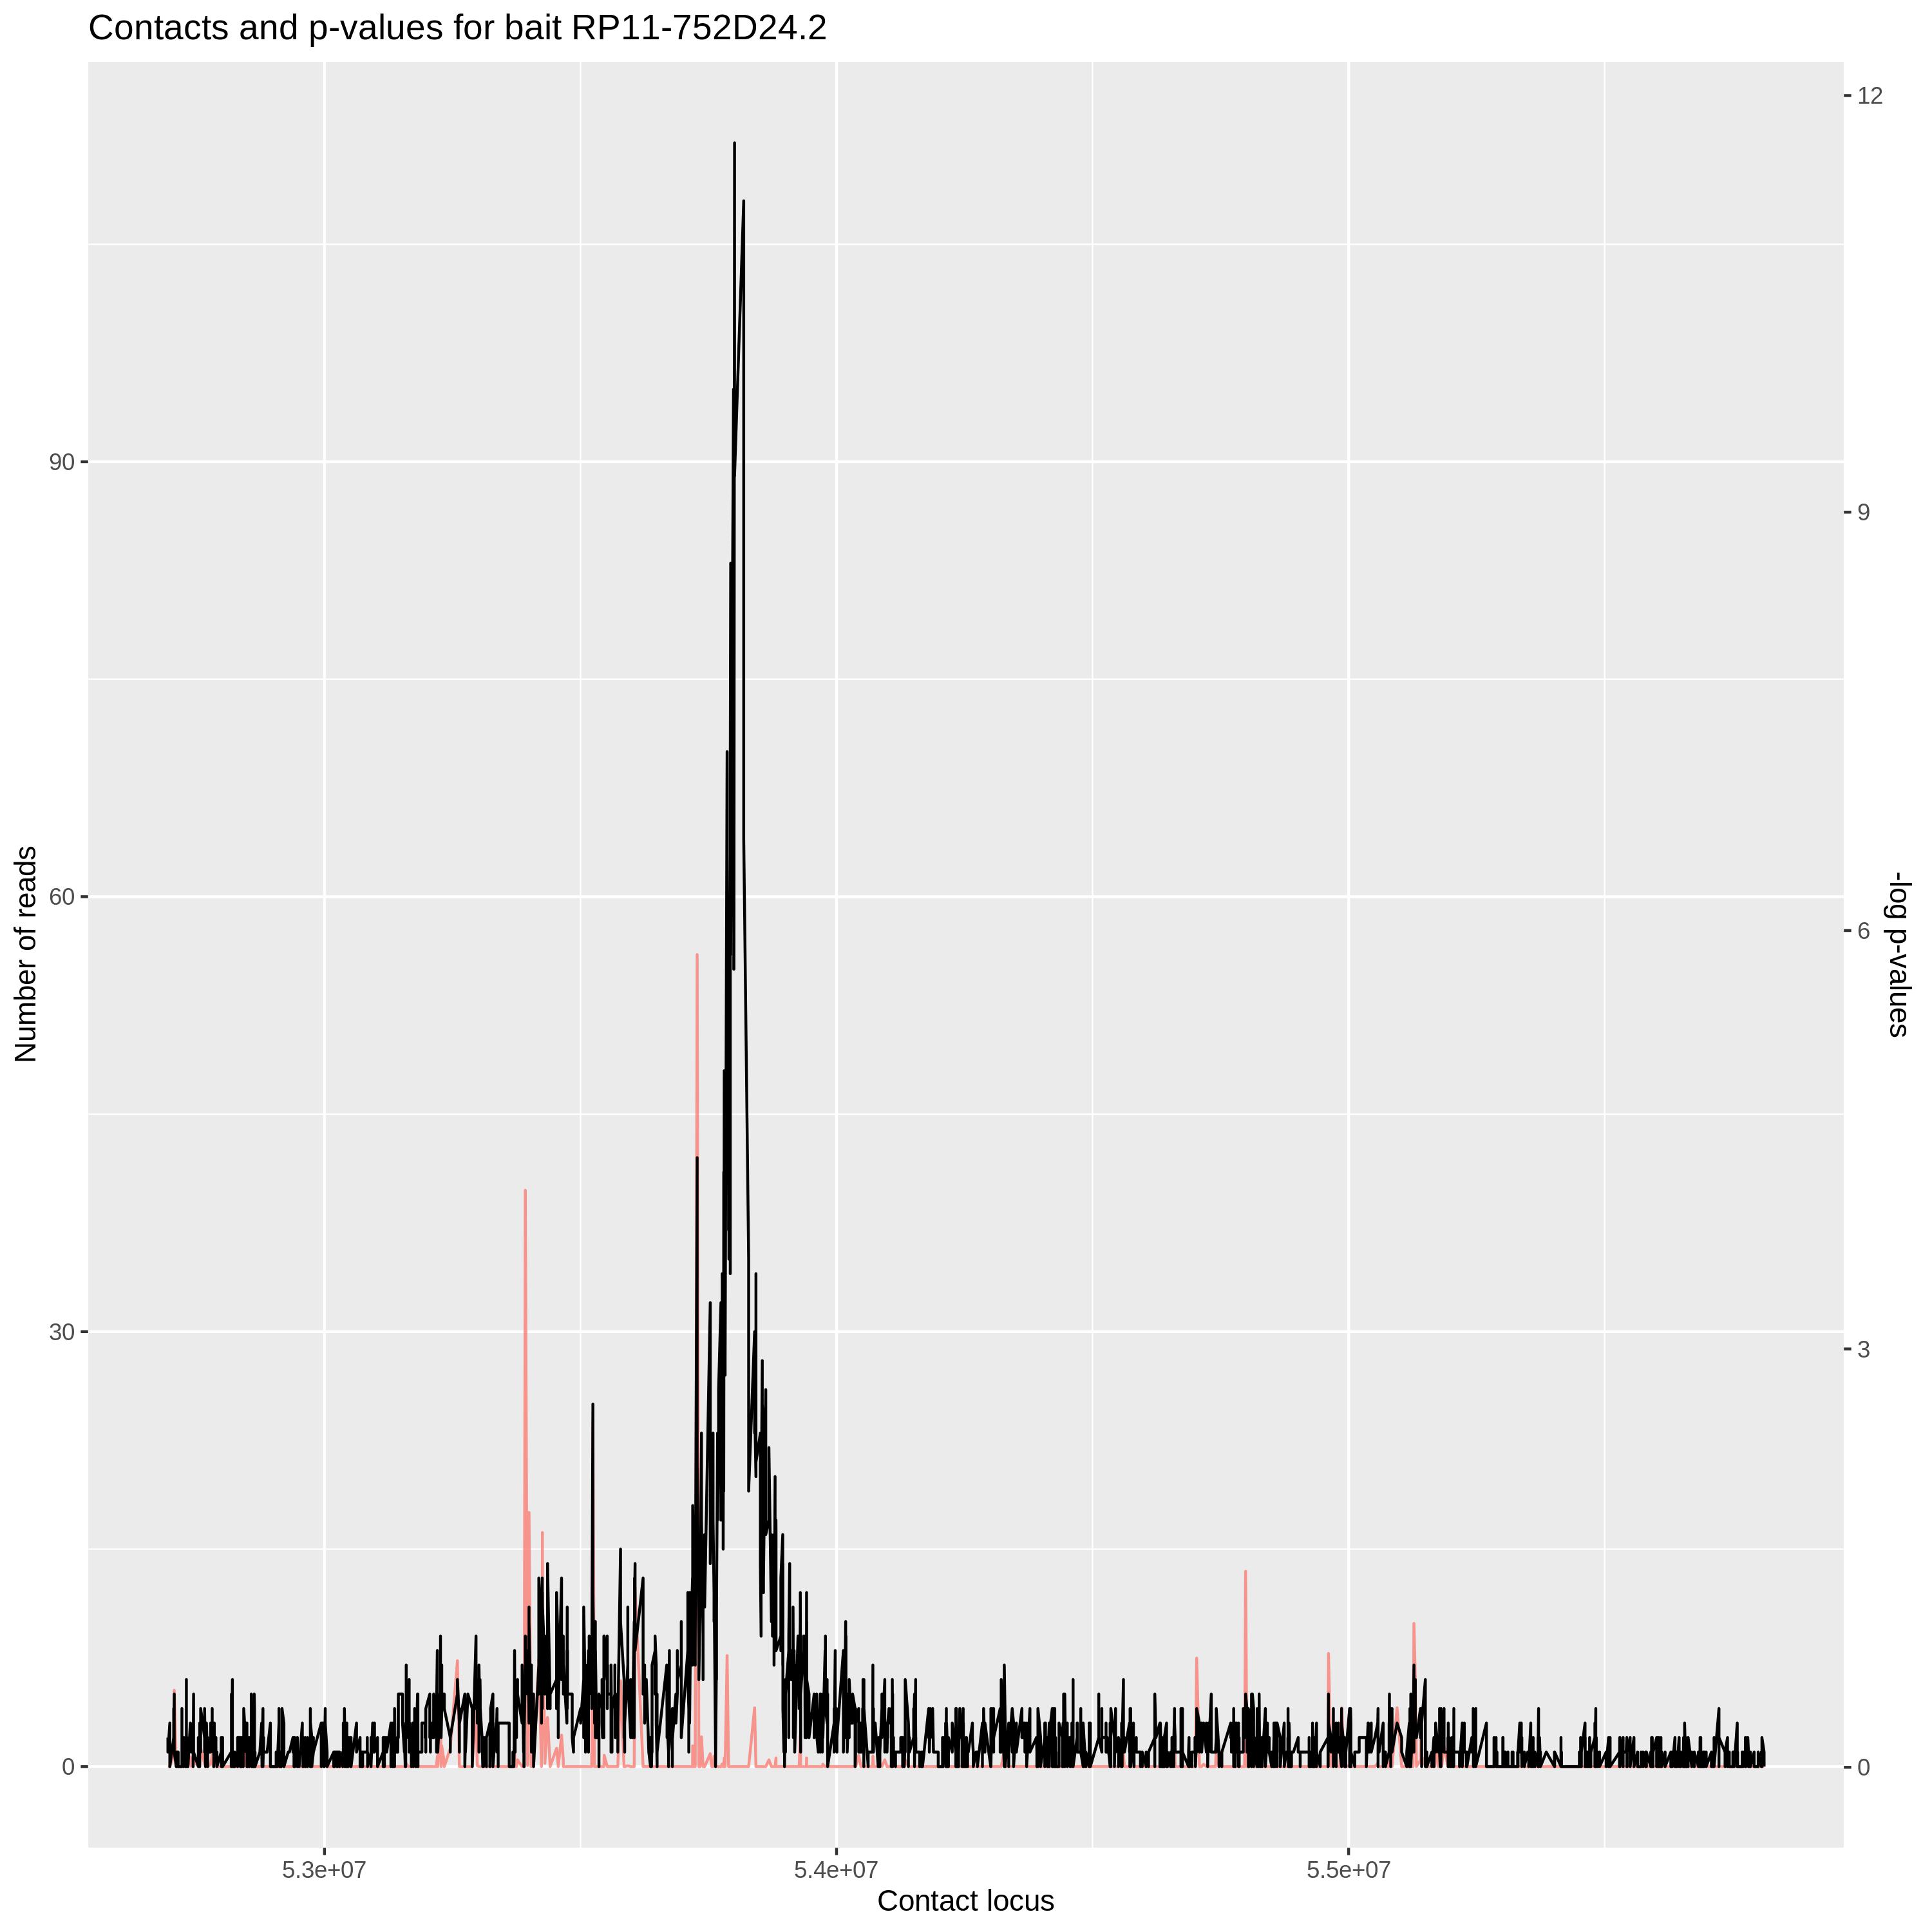 Contacts and p-values for bait RP11-752D24.2
12
90
9
Number of reads
60
6
-log p-values
30
3
0
0
5.3e+07
5.4e+07
5.5e+07
Contact locus